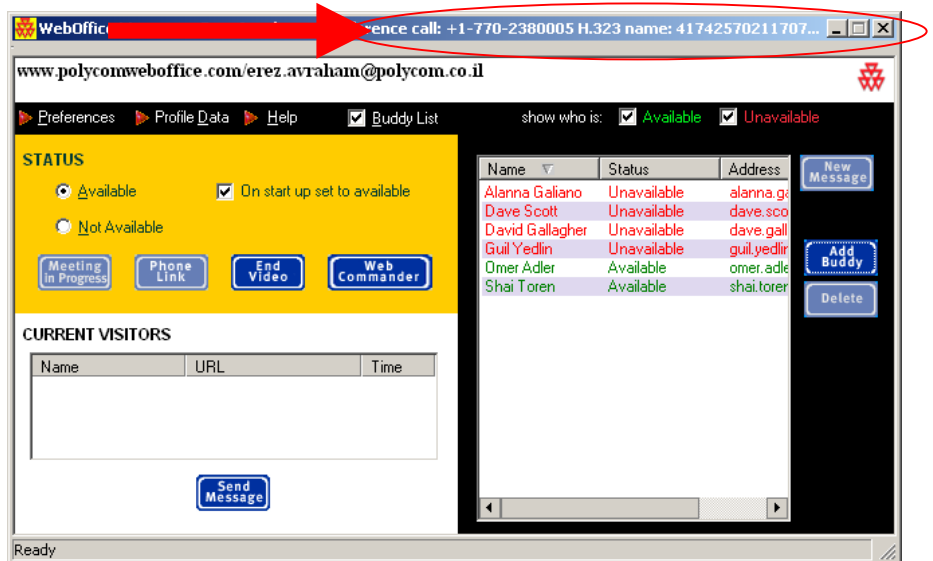 WebOffic rence call: +1-770-2380005 H.323 name: 41742570211707...
www.polycomweboffice.com/erez.avraham@polycom.co.il
Preferences Profile Data Help Buddy List show who is: Available Unavailable
STATUS
Available On start up set to available
Not Available
Meeting In Progress Phone Link End Video Web Commander
CURRENT VISITORS
Name URL Time
Send Message
Name Status Address
Alanna Galiano Unavailable alanna.ga
Dave Scott Unavailable dave.sco
David Gallagher Unavailable dave.gall
Guil Yedlin Unavailable guil.yedlin
Omer Adler Available omer.adle
Shai Toren Available shai.toren
New Message
Add Buddy
Delete
Ready